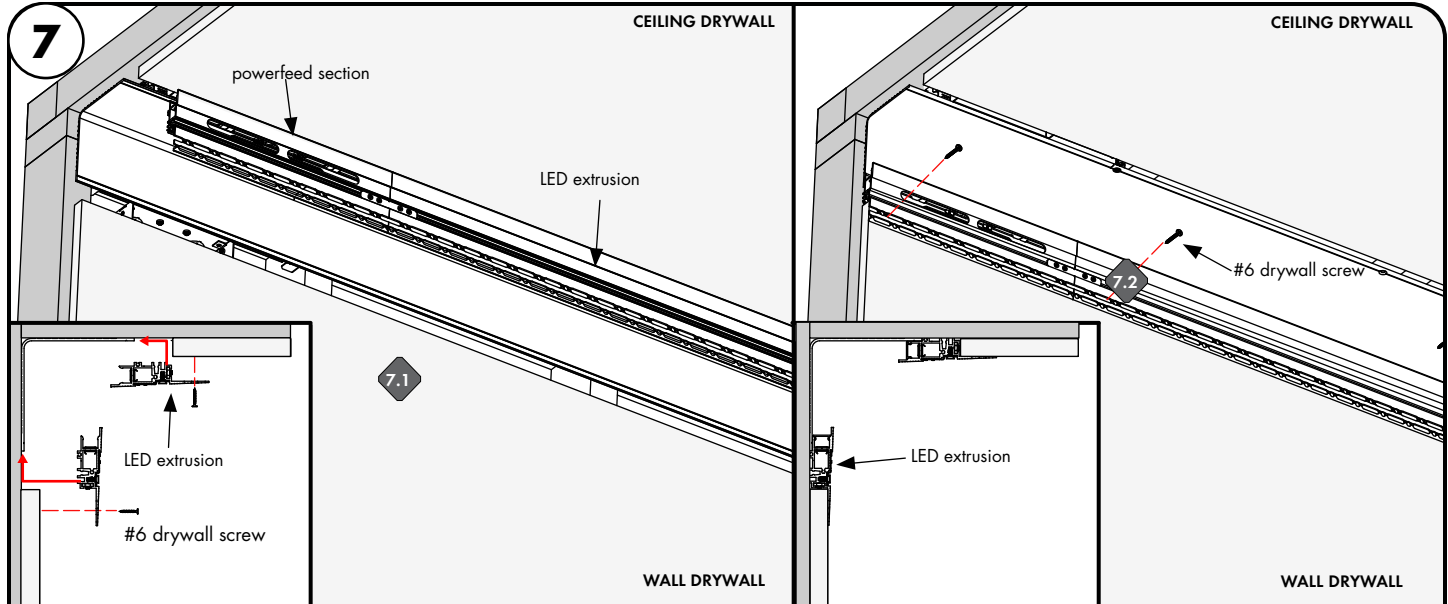 7
CEILING DRYWALL
powerfeed section
LED extrusion
7.1
LED extrusion
#6 drywall screw
WALL DRYWALL
CEILING DRYWALL
#6 drywall screw
7.2
LED extrusion
WALL DRYWALL